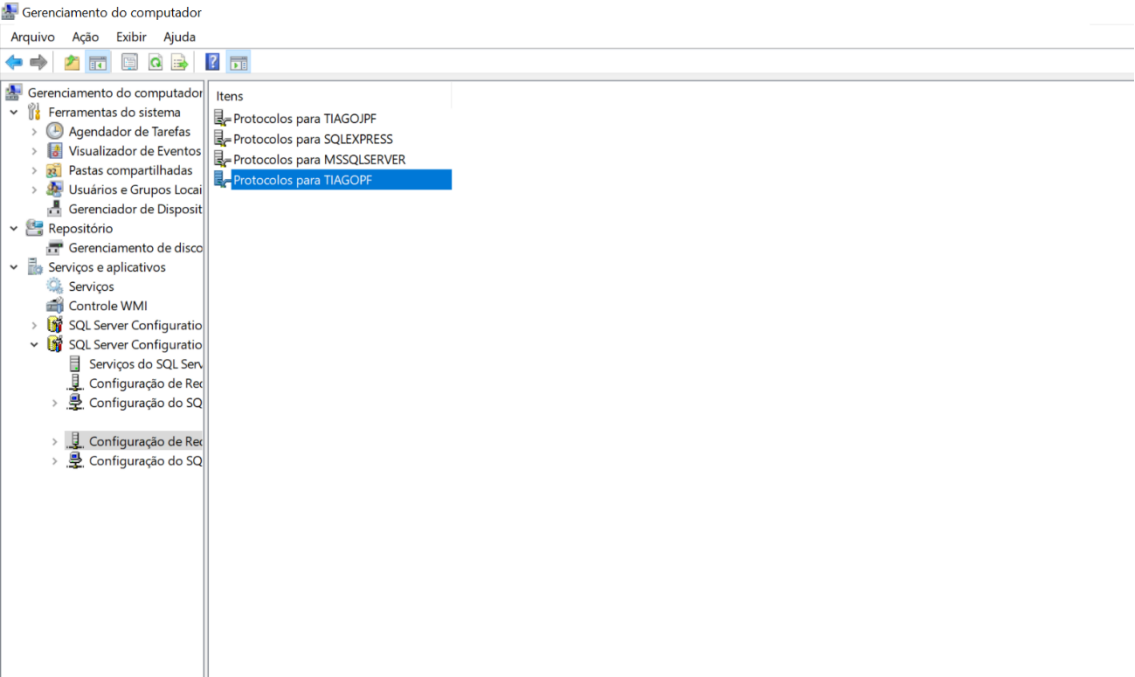 Gerenciamento do computador
Arquivo Ação Exibir Ajuda
Gerenciamento do computador
Ferramentas do sistema
Agendador de Tarefas
Visualizador de Eventos
Pastas compartilhadas
Usuários e Grupos Locai
Gerenciador de Disposit
Repositório
Gerenciamento de disco
Serviços e aplicativos
Serviços
Controle WMI
SQL Server Configuratio
SQL Server Configuratio
Serviços do SQL Serv
Configuração de Rec
Configuração do SQ
Configuração de Rec
Configuração do SQ
Itens
Protocolos para TIAGOJPF
Protocolos para SQLEXPRESS
Protocolos para MSSQLSERVER
Protocolos para TIAGOPF